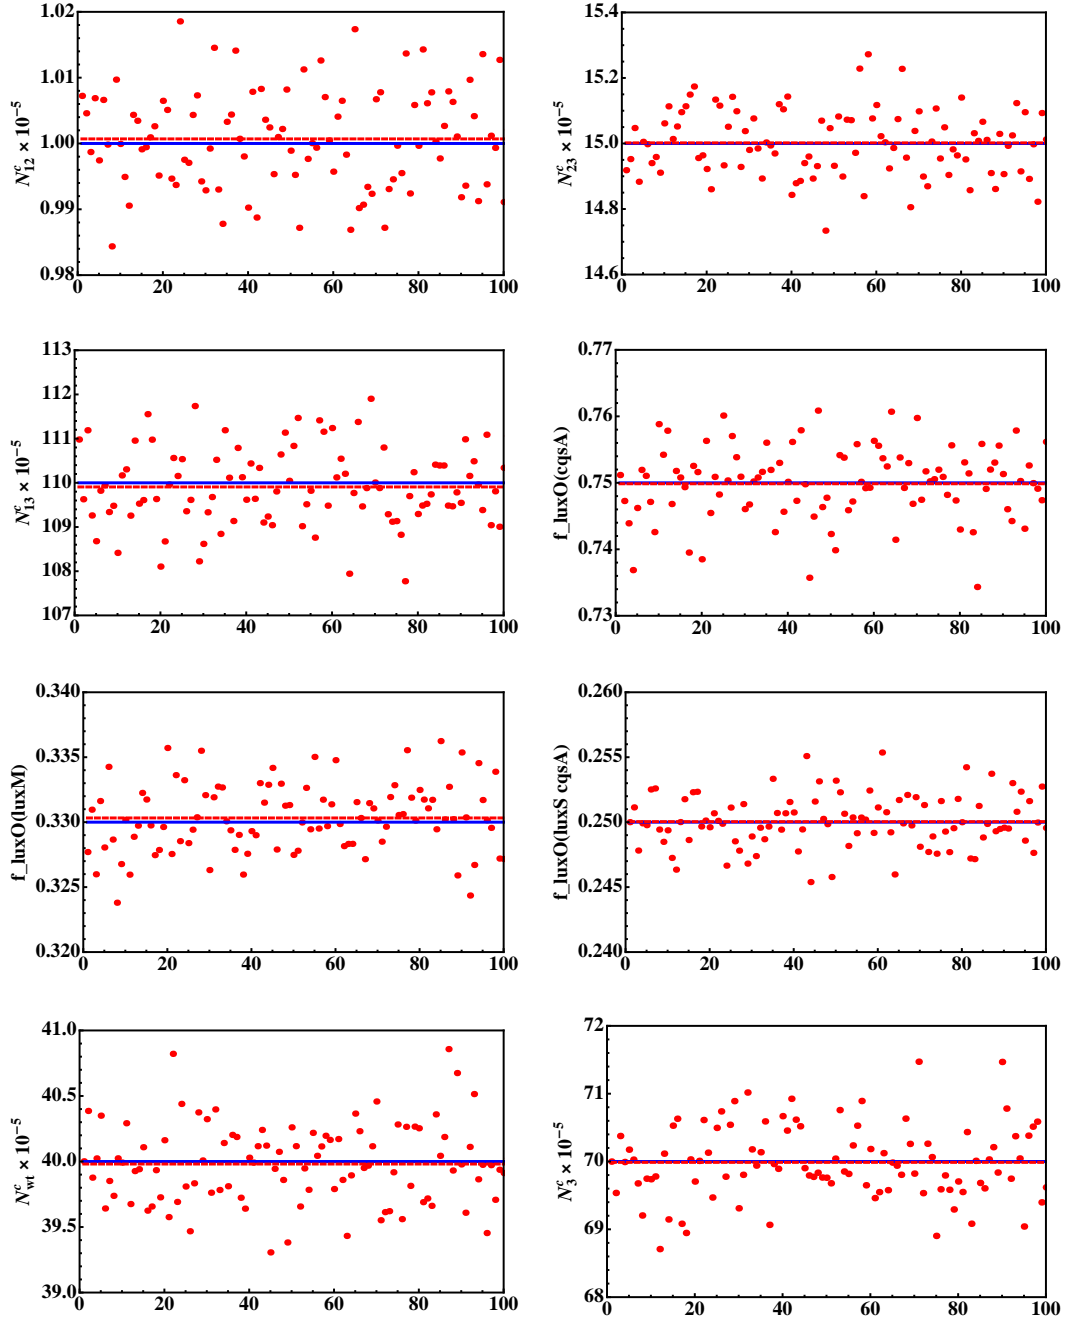 1.02
1.01
1.00
0.99
0.98
0 20 40 60 80 100
N^c_12 × 10^-5
15.4
15.2
15.0
14.8
14.6
0 20 40 60 80 100
N^c_23 × 10^-5
113
112
111
110
109
108
107
0 20 40 60 80 100
N^c_13 × 10^-5
0.77
0.76
0.75
0.74
0.73
0 20 40 60 80 100
f_luxO(cqsA)
0.340
0.335
0.330
0.325
0.320
0 20 40 60 80 100
f_luxO(luxM)
0.260
0.255
0.250
0.245
0.240
0 20 40 60 80 100
f_luxO(luxS cqsA)
41.0
40.5
40.0
39.5
39.0
0 20 40 60 80 100
N^c_wt × 10^-5
72
71
70
69
68
0 20 40 60 80 100
N^c_3 × 10^-5